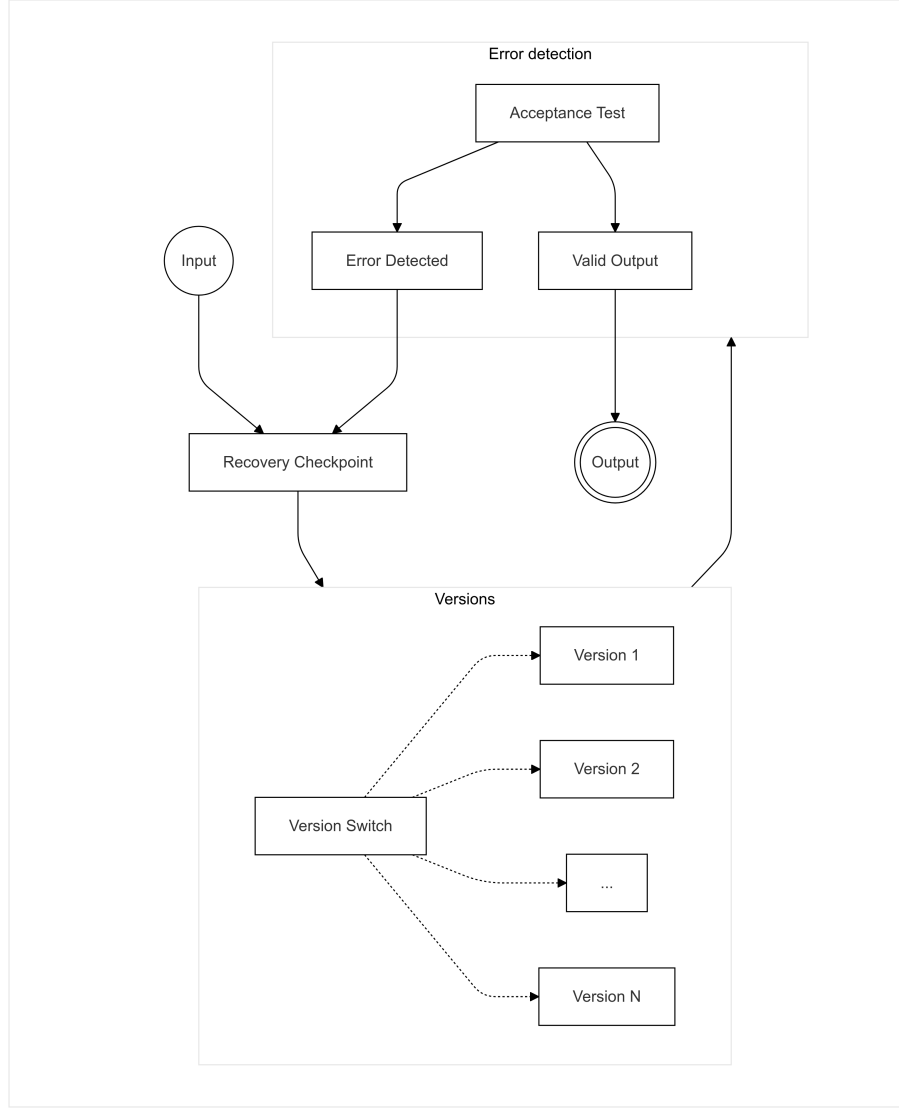 Error detection
Acceptance Test
Input
Error Detected
Valid Output
Recovery Checkpoint
Output
Versions
Version 1
Version 2
Version Switch
...
Version N